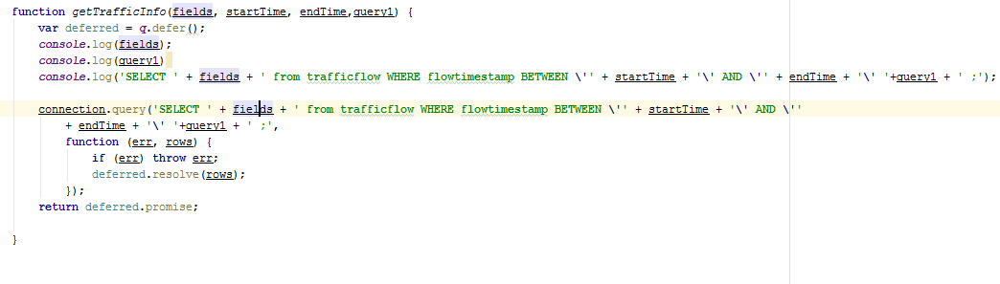 function getTrafficInfo(fields, startTime, endTime,query1) {
var deferred = q.defer();
console.log(fields);
console.log(query1)
console.log('SELECT ' + fields + ' from trafficflow WHERE flowtimestamp BETWEEN \'' + startTime + '\' AND \'' + endTime + '\' '+query1 + ' ;');
connection.query('SELECT ' + fields + ' from trafficflow WHERE flowtimestamp BETWEEN \'' + startTime + '\' AND \''
+ endTime + '\' '+query1 + ' ;',
function (err, rows) {
if (err) throw err;
deferred.resolve(rows);
});
return deferred.promise;
}